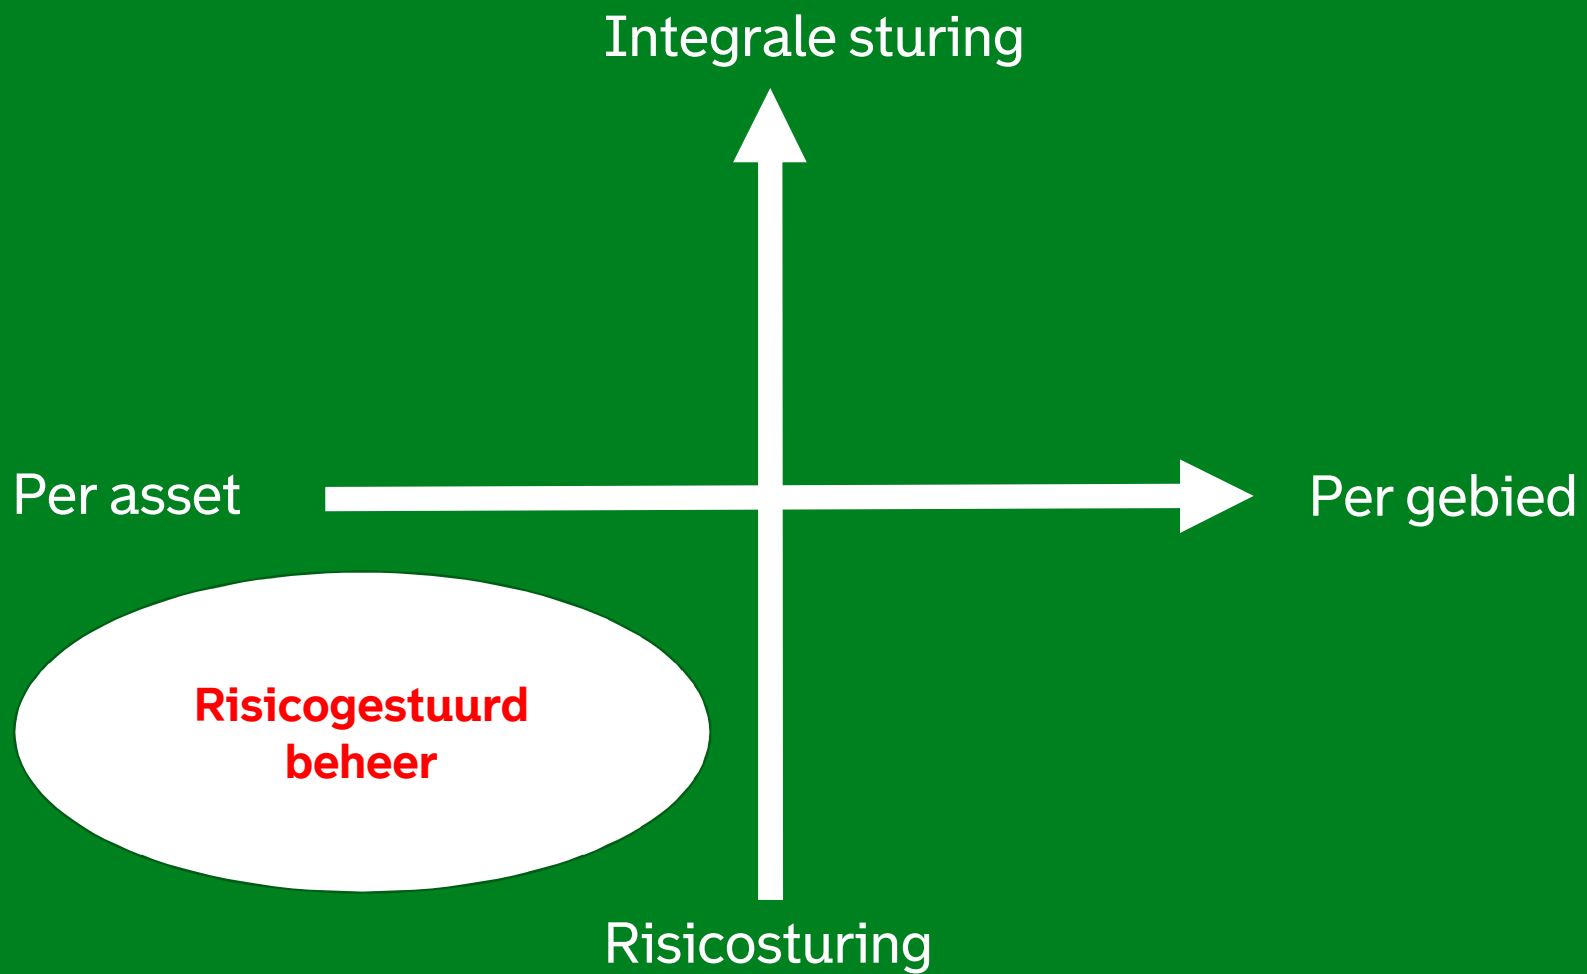 Integrale sturing
Per asset
Per gebied
Risicogestuurd
beheer
Risicosturing